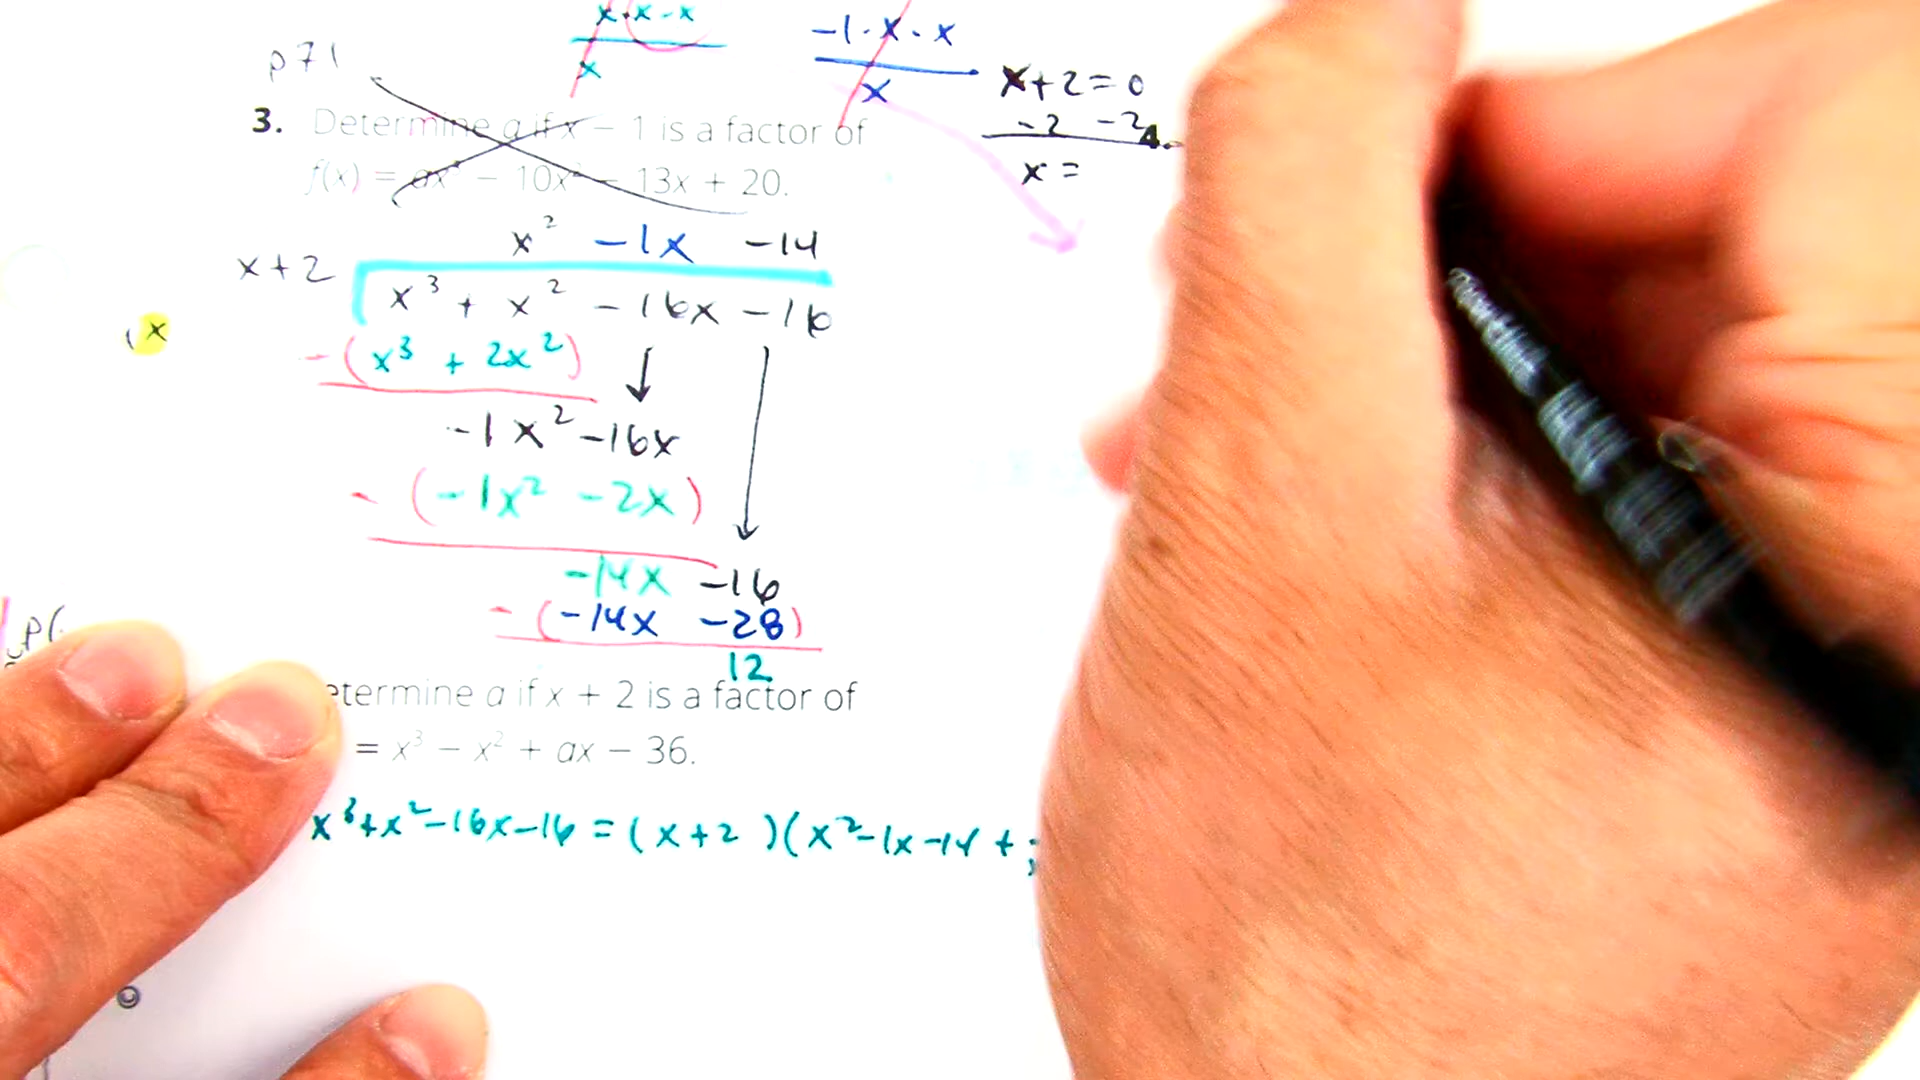 x·x·x
x
-1·x·x
x
p71
x+2=0
-2 -2
x=
3. Determine a if x – 1 is a factor of
4.
f(x) = ax³ – 10x² – 13x + 20.
x² -1x -14
x+2
x³ + x² -16x -16
x
-(x³ + 2x²)
-1x² -16x
-(-1x² -2x)
-14x -16
-(-14x -28)
12
etermine a if x + 2 is a factor of
= x³ – x² + ax – 36.
x³+x²-16x-16 = (x+2)(x²-1x-14+